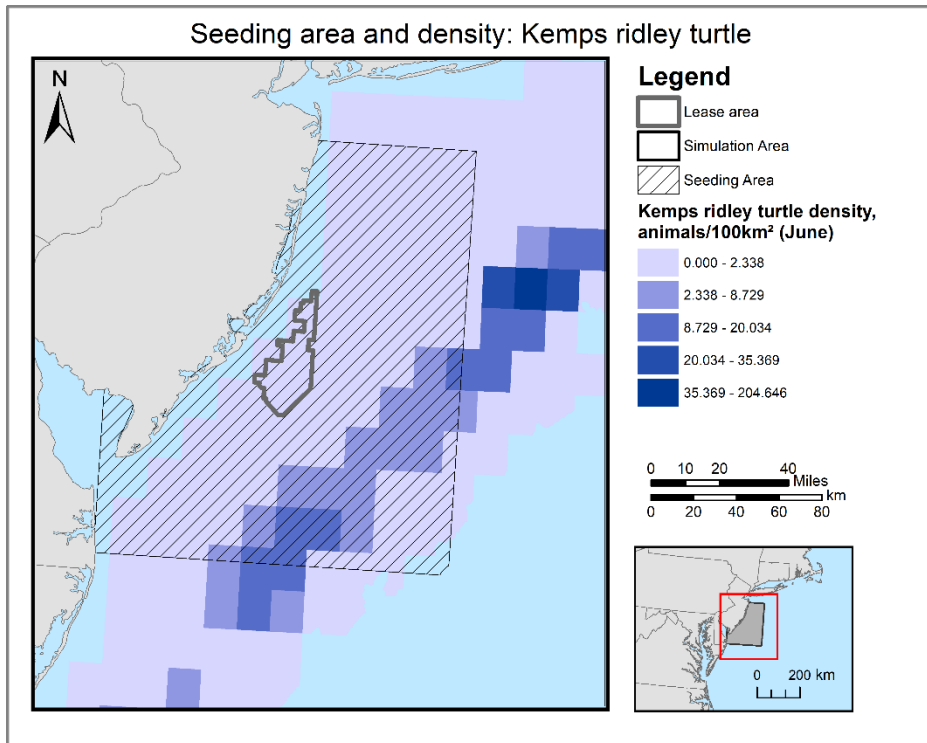 Seeding area and density: Kemps ridley turtle
N
Legend
Lease area
Simulation Area
Seeding Area
Kemps ridley turtle density,
animals/100km² (June)
0.000 - 2.338
2.338 - 8.729
8.729 - 20.034
20.034 - 35.369
35.369 - 204.646
0 10 20 40
Miles
km
0 20 40 60 80
0 200 km